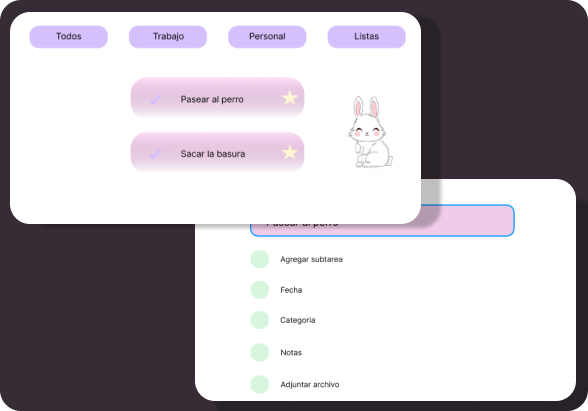 Todos
Trabajo
Personal
Listas
Pasear al perro
Sacar la basura
Pasear al perro
Agregar subtarea
Fecha
Categoria
Notas
Adjuntar archivo